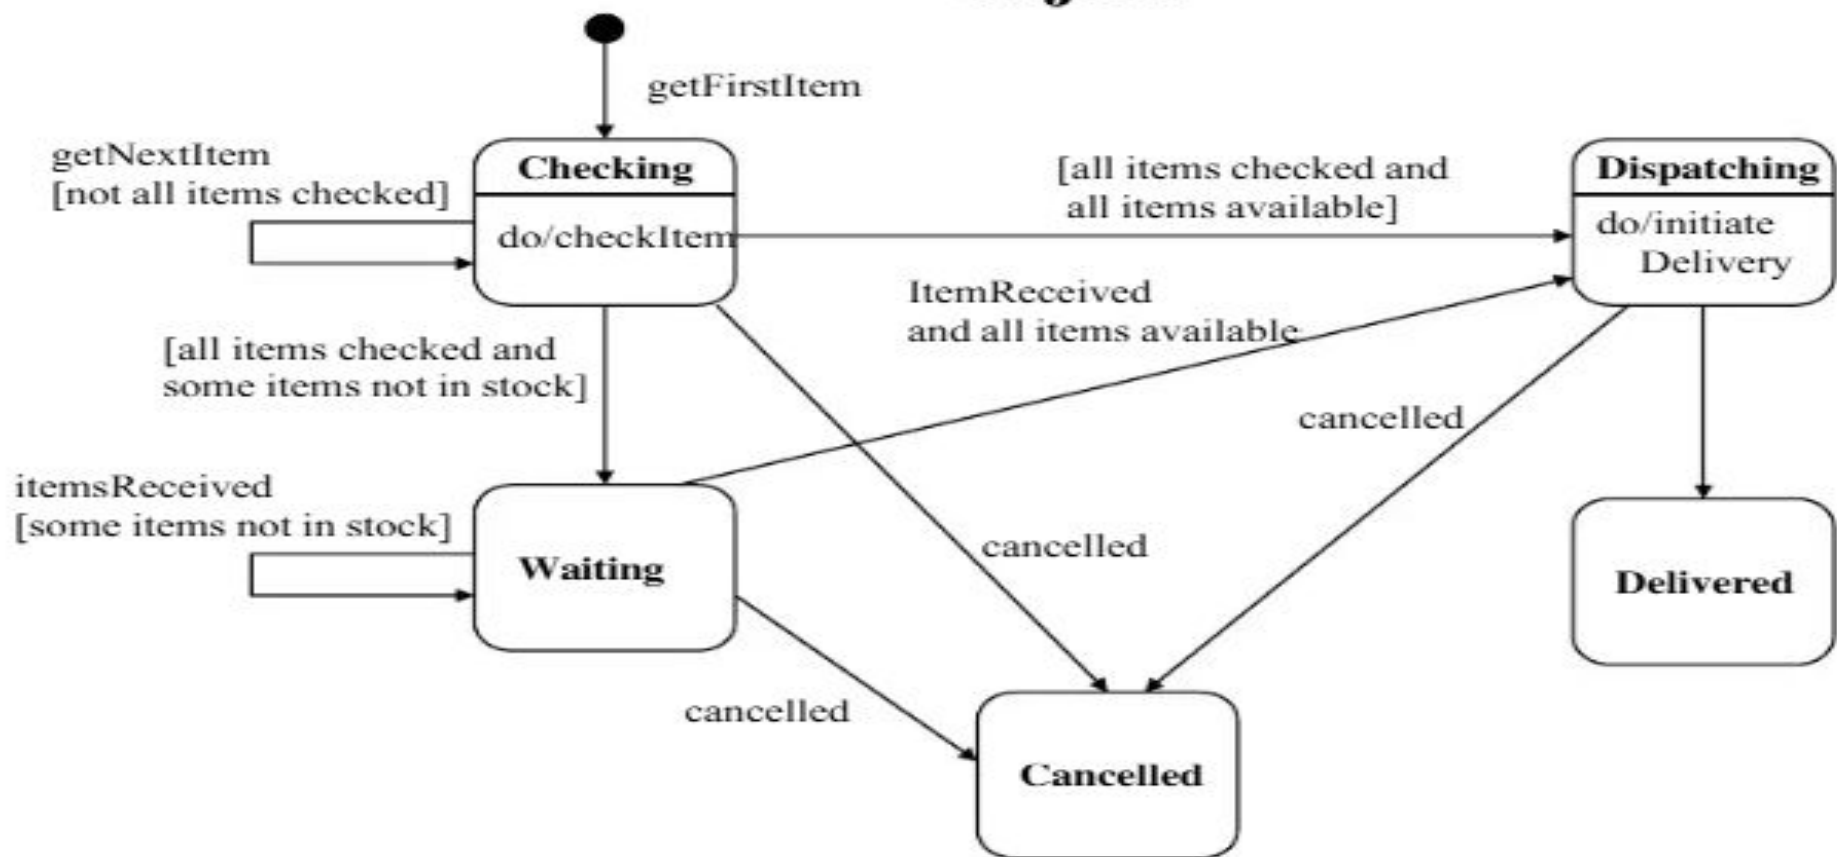 getFirstItem
getNextItem
[not all items checked]
Checking
do/checkItem
[all items checked and
all items available]
Dispatching
do/initiate
Delivery
ItemReceived
and all items available
[all items checked and
some items not in stock]
cancelled
itemsReceived
[some items not in stock]
Waiting
cancelled
Delivered
cancelled
Cancelled